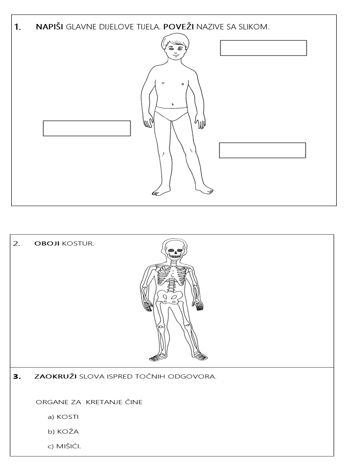 1. NAPIŠI GLAVNE DIJELOVE TIJELA. POVEŽI NAZIVE SA SLIKOM.
2. OBOJI KOSTUR.
3. ZAOKRUŽI SLOVA ISPRED TOČNIH ODGOVORA.
ORGANE ZA KRETANJE ČINE
a) KOSTI
b) KOŽA
c) MIŠIĆI.